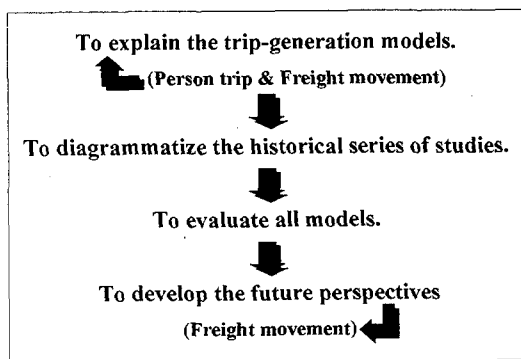 To explain the trip-generation models.
(Person trip & Freight movement)
To diagrammatize the historical series of studies.
To evaluate all models.
To develop the future perspectives
(Freight movement)